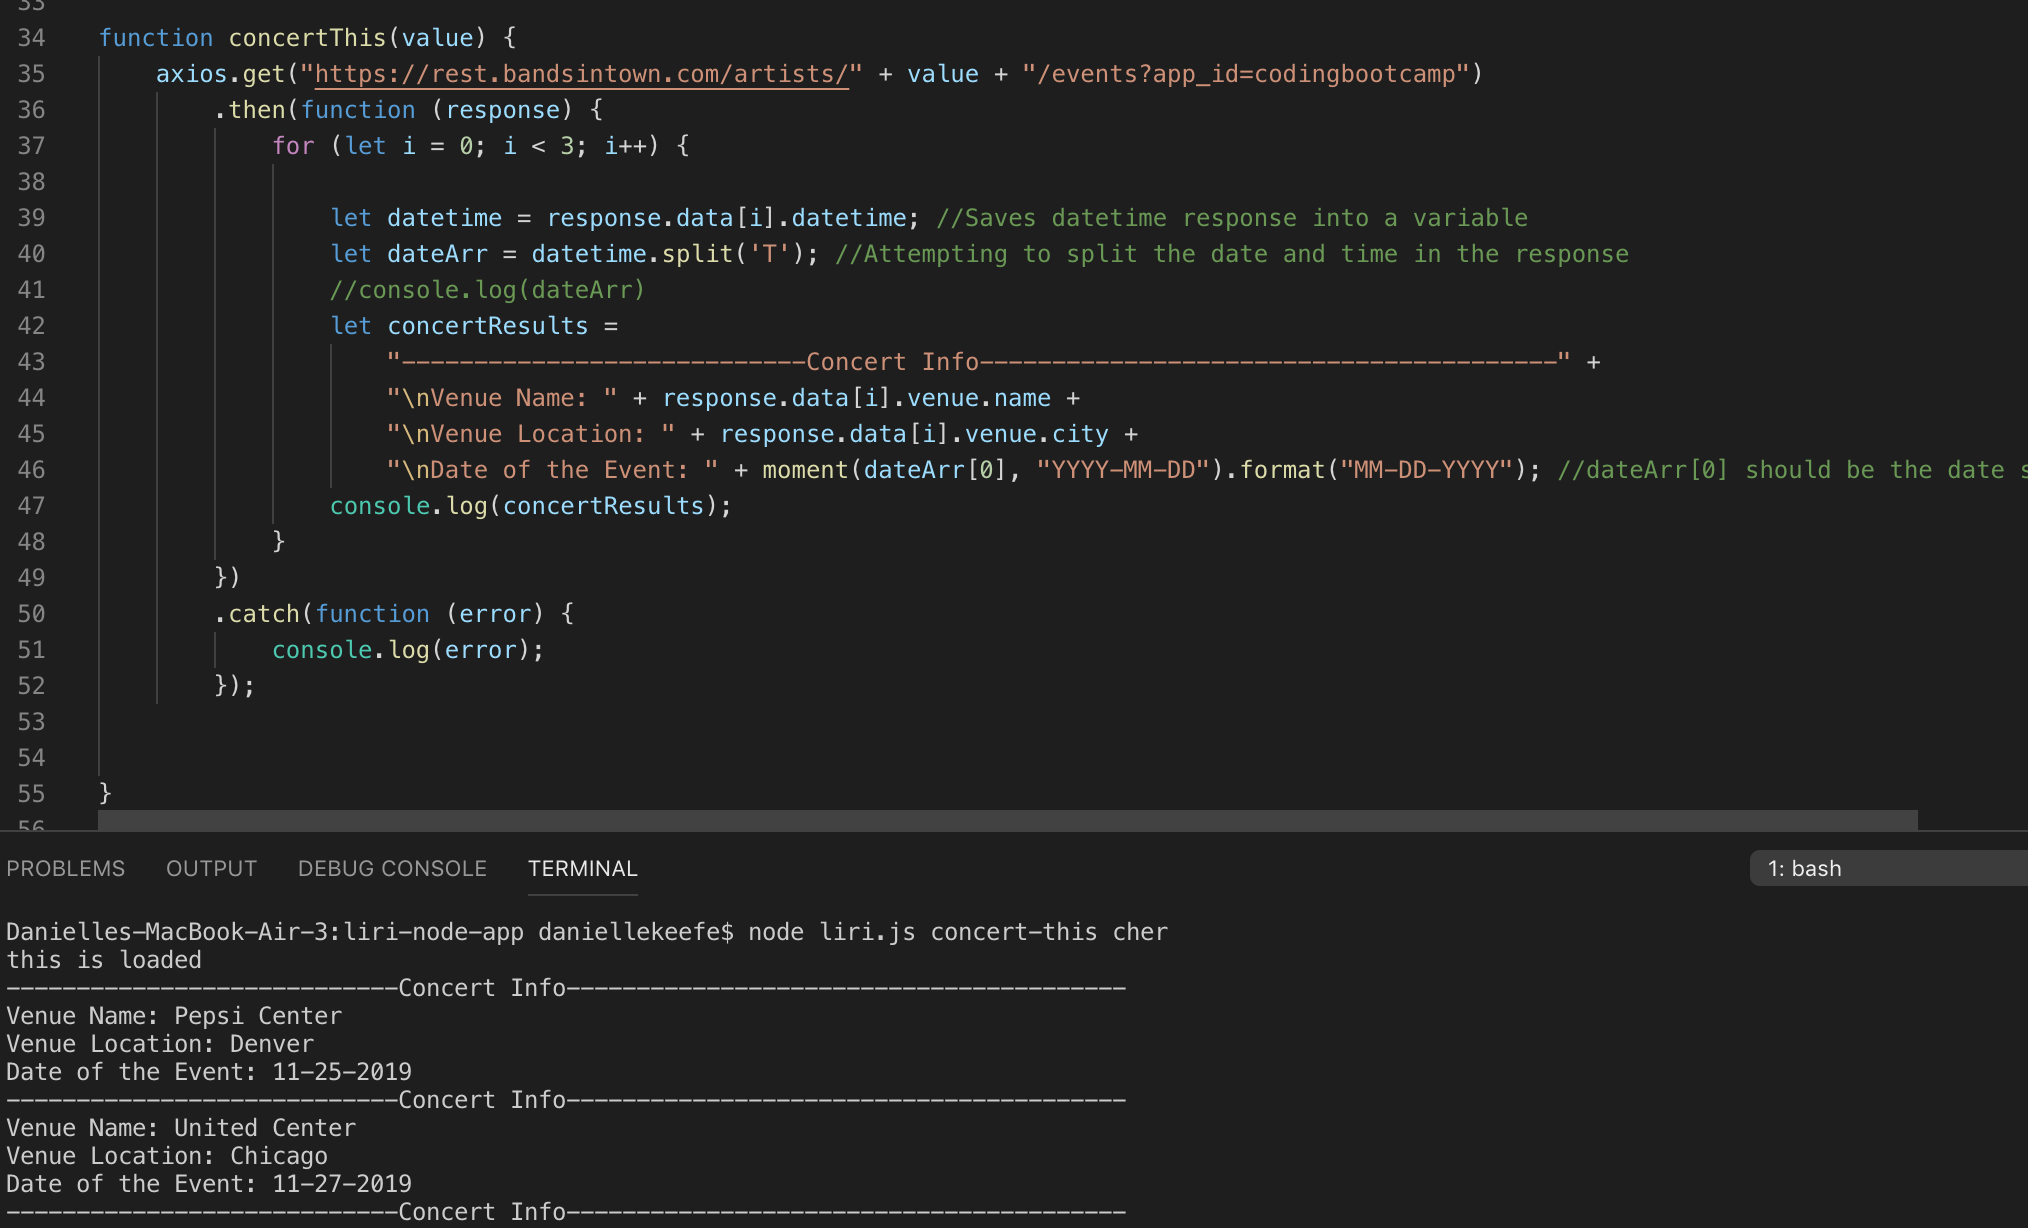 33
34 function concertThis(value) {
35 axios.get("https://rest.bandsintown.com/artists/" + value + "/events?app_id=codingbootcamp")
36 .then(function (response) {
37 for (let i = 0; i < 3; i++) {
38
39 let datetime = response.data[i].datetime; //Saves datetime response into a variable
40 let dateArr = datetime.split('T'); //Attempting to split the date and time in the response
41 //console.log(dateArr)
42 let concertResults =
43 "----------------------------Concert Info----------------------------------------" +
44 "\nVenue Name: " + response.data[i].venue.name +
45 "\nVenue Location: " + response.data[i].venue.city +
46 "\nDate of the Event: " + moment(dateArr[0], "YYYY-MM-DD").format("MM-DD-YYYY"); //dateArr[0] should be the date s
47 console.log(concertResults);
48 }
49 })
50 .catch(function (error) {
51 console.log(error);
52 });
53
54
55 }
56
PROBLEMS OUTPUT DEBUG CONSOLE TERMINAL 1: bash
Danielles-MacBook-Air-3:liri-node-app daniellekeefe$ node liri.js concert-this cher
this is loaded
----------------------------Concert Info----------------------------------------
Venue Name: Pepsi Center
Venue Location: Denver
Date of the Event: 11-25-2019
----------------------------Concert Info----------------------------------------
Venue Name: United Center
Venue Location: Chicago
Date of the Event: 11-27-2019
----------------------------Concert Info----------------------------------------